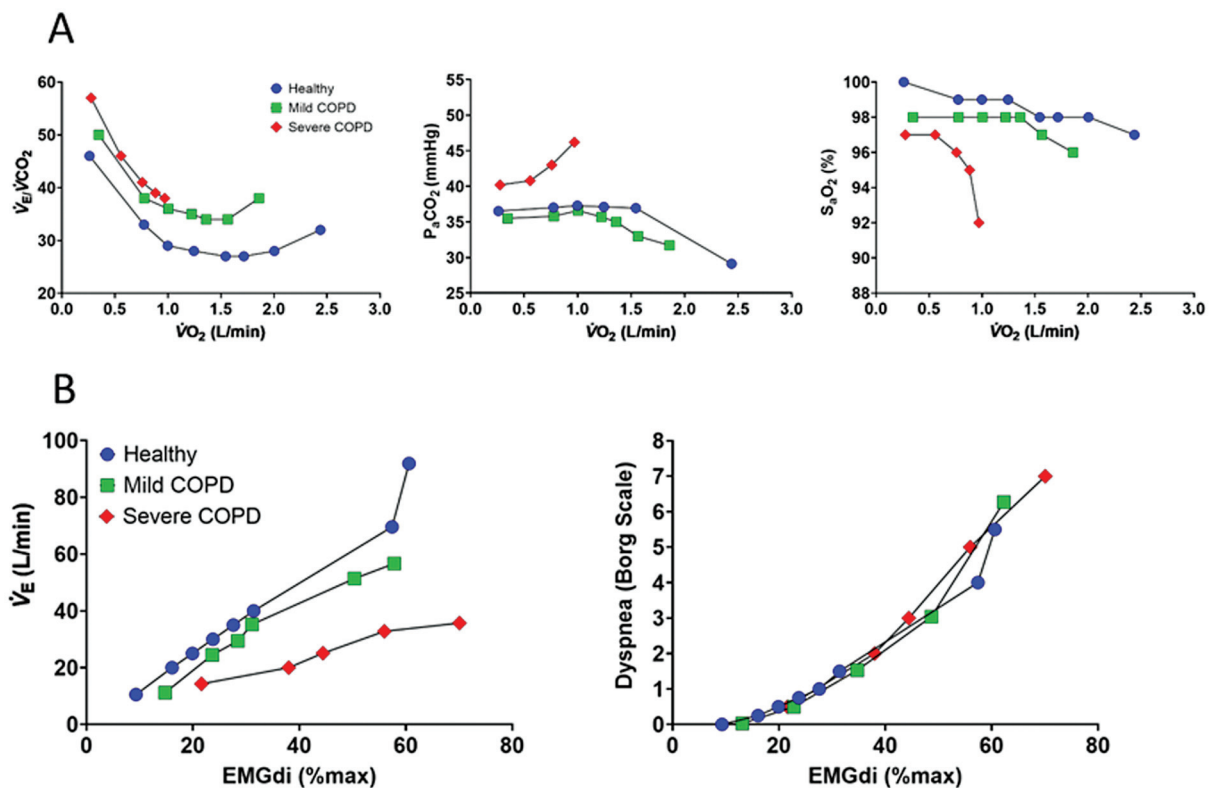 A
60
50
40
30
20
V̇E/V̇CO2
0.0 0.5 1.0 1.5 2.0 2.5 3.0
V̇O2 (L/min)
Healthy
Mild COPD
Severe COPD
55
50
45
40
35
30
25
PaCO2 (mmHg)
0.0 0.5 1.0 1.5 2.0 2.5 3.0
V̇O2 (L/min)
100
98
96
94
92
90
88
SaO2 (%)
0.0 0.5 1.0 1.5 2.0 2.5 3.0
V̇O2 (L/min)
B
100
80
60
40
20
0
V̇E (L/min)
Healthy
Mild COPD
Severe COPD
0 20 40 60 80
EMGdi (%max)
8
7
6
5
4
3
2
1
0
Dyspnea (Borg Scale)
0 20 40 60 80
EMGdi (%max)